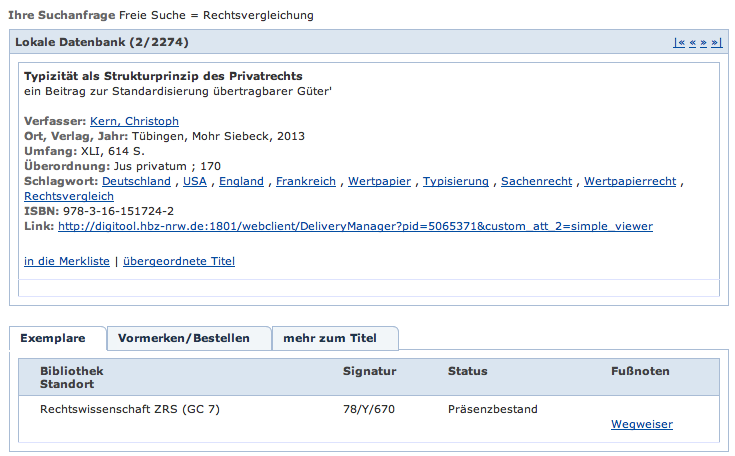 Ihre Suchanfrage Freie Suche = Rechtsvergleichung
Lokale Datenbank (2/2274) |« « » »|
Typizität als Strukturprinzip des Privatrechts
ein Beitrag zur Standardisierung übertragbarer Güter'
Verfasser: Kern, Christoph
Ort, Verlag, Jahr: Tübingen, Mohr Siebeck, 2013
Umfang: XLI, 614 S.
Überordnung: Jus privatum ; 170
Schlagwort: Deutschland , USA , England , Frankreich , Wertpapier , Typisierung , Sachenrecht , Wertpapierrecht ,
Rechtsvergleich
ISBN: 978-3-16-151724-2
Link: http://digitool.hbz-nrw.de:1801/webclient/DeliveryManager?pid=5065371&custom_att_2=simple_viewer
in die Merkliste | übergeordnete Titel
Exemplare Vormerken/Bestellen mehr zum Titel
Bibliothek Signatur Status Fußnoten
Standort
Rechtswissenschaft ZRS (GC 7) 78/Y/670 Präsenzbestand
Wegweiser